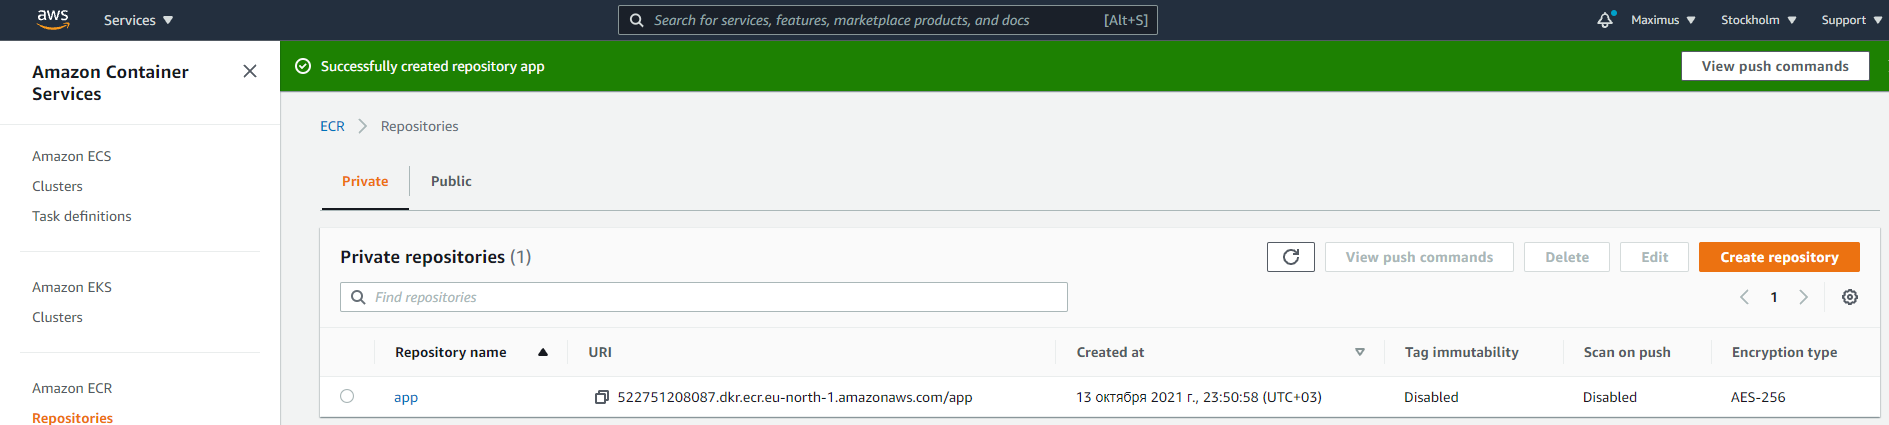 aws Services Search for services, features, marketplace products, and docs [Alt+S] Maximus Stockholm Support
Amazon Container
Services
Successfully created repository app View push commands
ECR Repositories
Amazon ECS
Clusters
Task definitions
Amazon EKS
Clusters
Amazon ECR
Repositories
Private Public
Private repositories (1) View push commands Delete Edit Create repository
Find repositories 1
Repository name URI Created at Tag immutability Scan on push Encryption type
app 522751208087.dkr.ecr.eu-north-1.amazonaws.com/app 13 октября 2021 г., 23:50:58 (UTC+03) Disabled Disabled AES-256